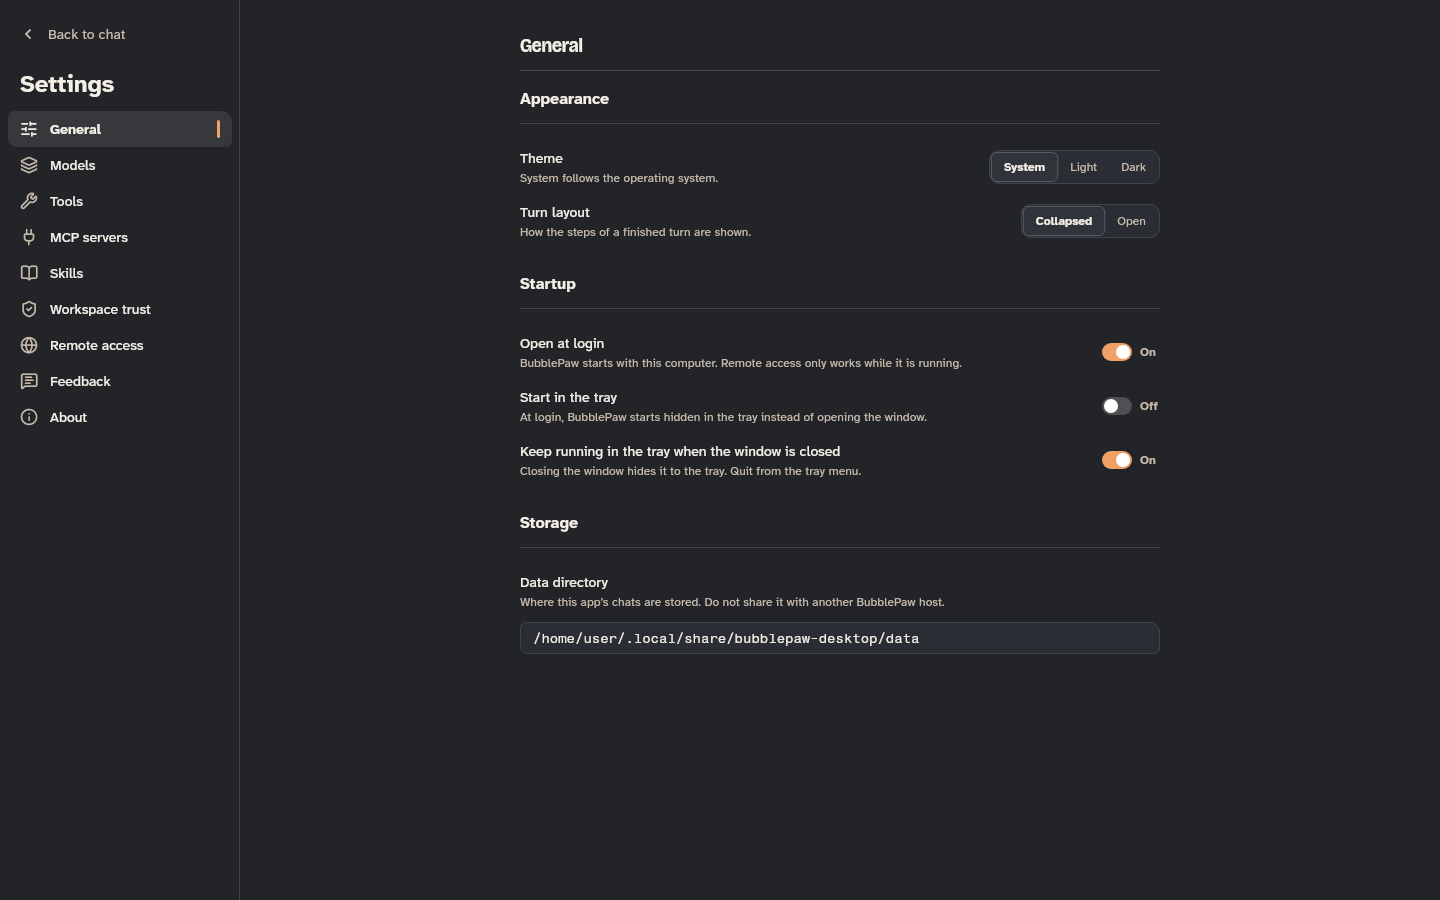 Back to chat
Settings
General
Models
Tools
MCP servers
Skills
Workspace trust
Remote access
Feedback
About
General
Appearance
Theme
System follows the operating system.
System Light Dark
Turn layout
How the steps of a finished turn are shown.
Collapsed Open
Startup
Open at login
BubblePaw starts with this computer. Remote access only works while it is running.
On
Start in the tray
At login, BubblePaw starts hidden in the tray instead of opening the window.
Off
Keep running in the tray when the window is closed
Closing the window hides it to the tray. Quit from the tray menu.
On
Storage
Data directory
Where this app's chats are stored. Do not share it with another BubblePaw host.
/home/user/.local/share/bubblepaw-desktop/data